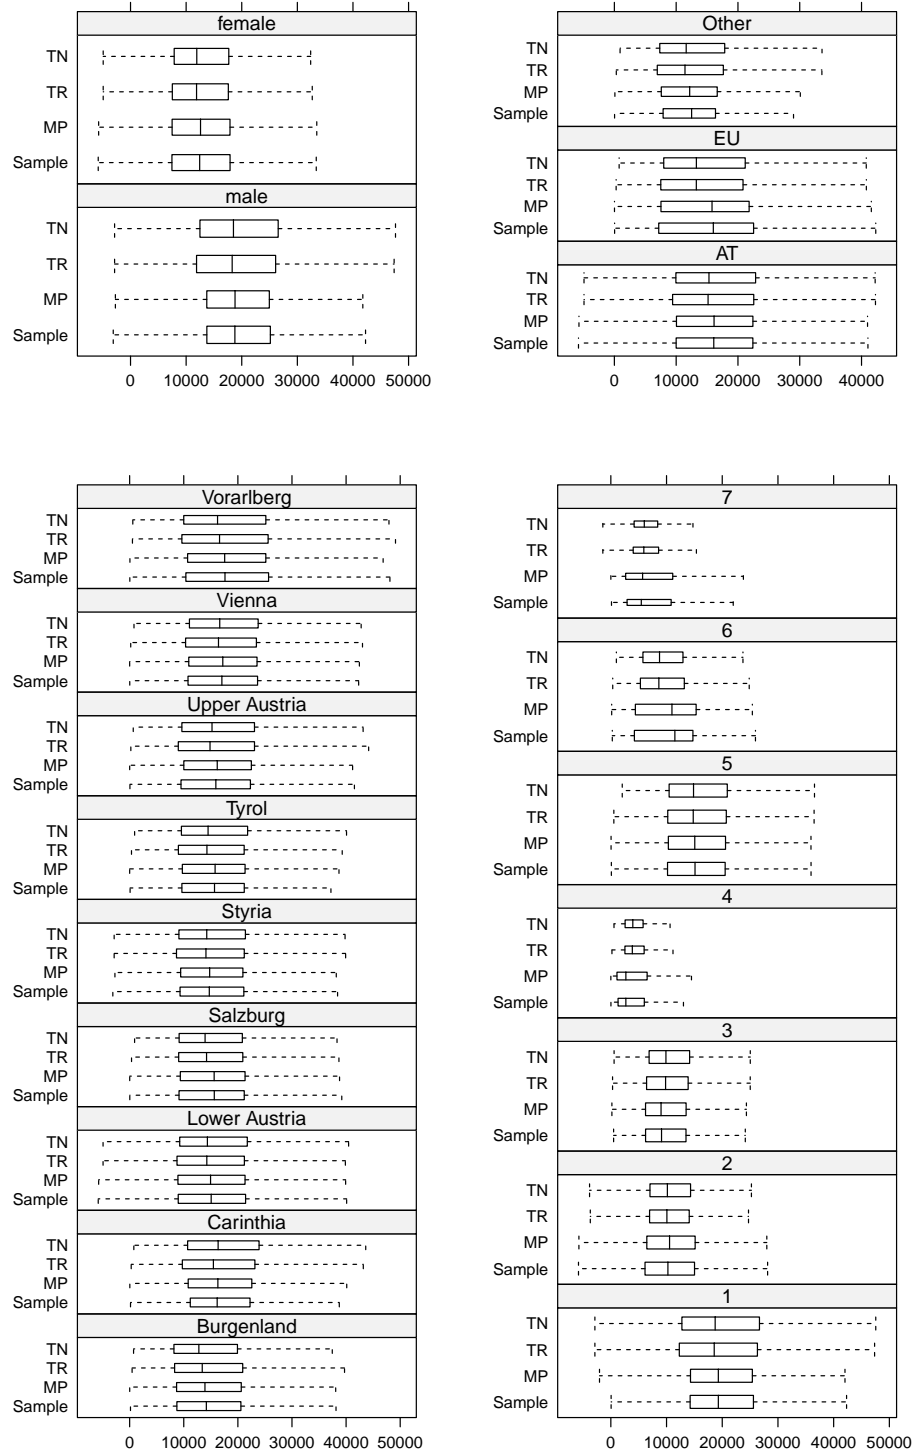 female
TN
TR
MP
Sample
male
TN
TR
MP
Sample
0 10000 20000 30000 40000 50000
Other
TN
TR
MP
Sample
EU
TN
TR
MP
Sample
AT
TN
TR
MP
Sample
0 10000 20000 30000 40000
Vorarlberg
TN
TR
MP
Sample
Vienna
TN
TR
MP
Sample
Upper Austria
TN
TR
MP
Sample
Tyrol
TN
TR
MP
Sample
Styria
TN
TR
MP
Sample
Salzburg
TN
TR
MP
Sample
Lower Austria
TN
TR
MP
Sample
Carinthia
TN
TR
MP
Sample
Burgenland
TN
TR
MP
Sample
0 10000 20000 30000 40000 50000
7
TN
TR
MP
Sample
6
TN
TR
MP
Sample
5
TN
TR
MP
Sample
4
TN
TR
MP
Sample
3
TN
TR
MP
Sample
2
TN
TR
MP
Sample
1
TN
TR
MP
Sample
0 10000 20000 30000 40000 50000